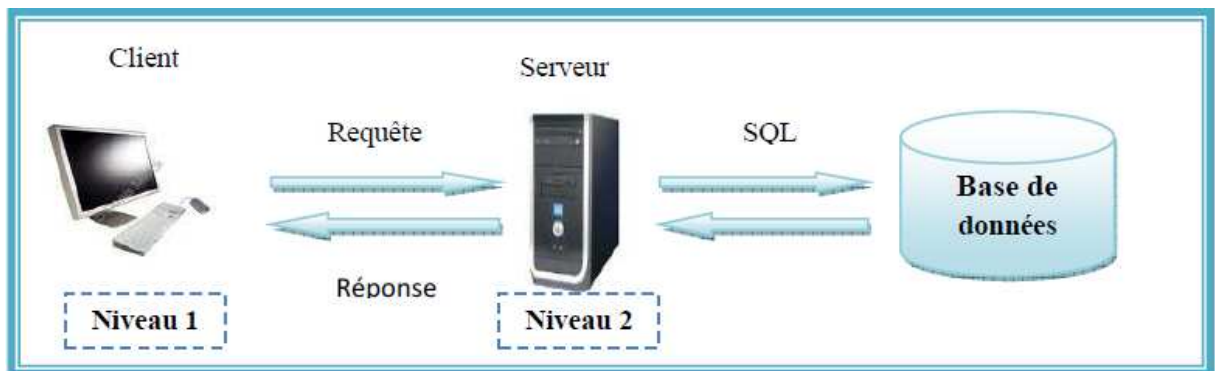 Client
Serveur
Requête
SQL
Base de
données
Réponse
Niveau 1
Niveau 2